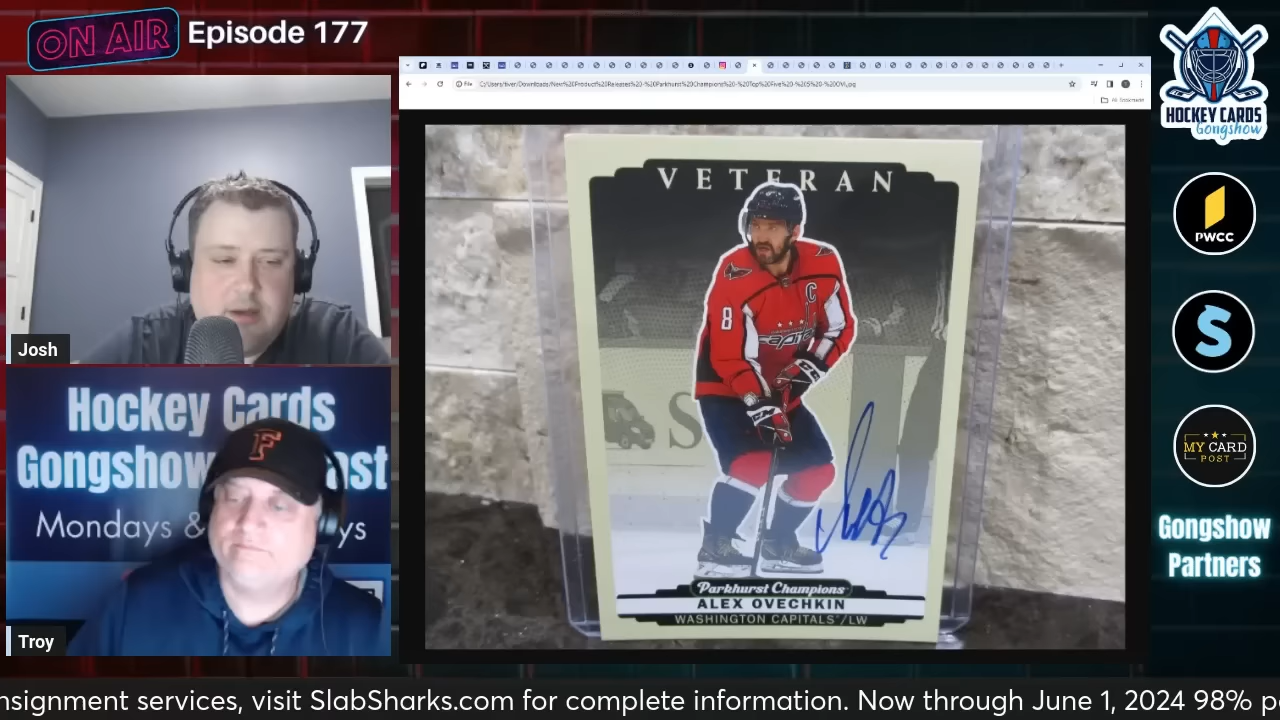 ON AIR
Episode 177
HOCKEY CARDS
Gongshow
PWCC
S
MY CARD
POST
Gongshow
Partners
Josh
Hockey Cards
Gongshow
Mondays &
F
Troy
VETERAN
8
C
CCM
CCM
S
Parkhurst Champions
ALEX OVECHKIN
WASHINGTON CAPITALS / LW
nsignment services, visit SlabSharks.com for complete information. Now through June 1, 2024 98% p